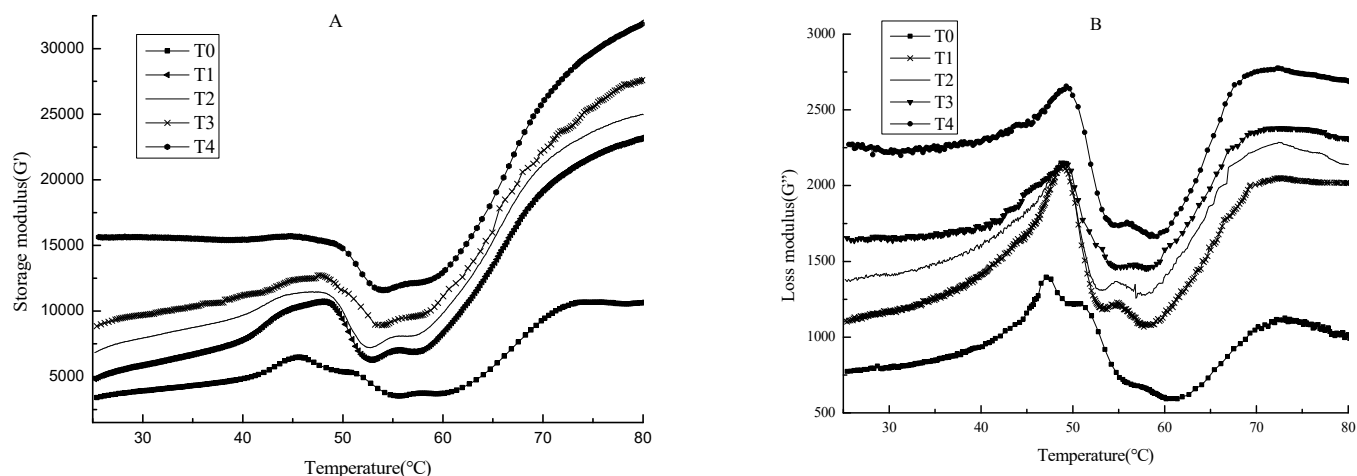 A
T0
T1
T2
T3
T4
Storage modulus(G')
30000
25000
20000
15000
10000
5000
30
40
50
60
70
80
Temperature(°C)
B
T0
T1
T2
T3
T4
Loss modulus(G’’)
3000
2500
2000
1500
1000
500
30
40
50
60
70
80
Temperature(°C)